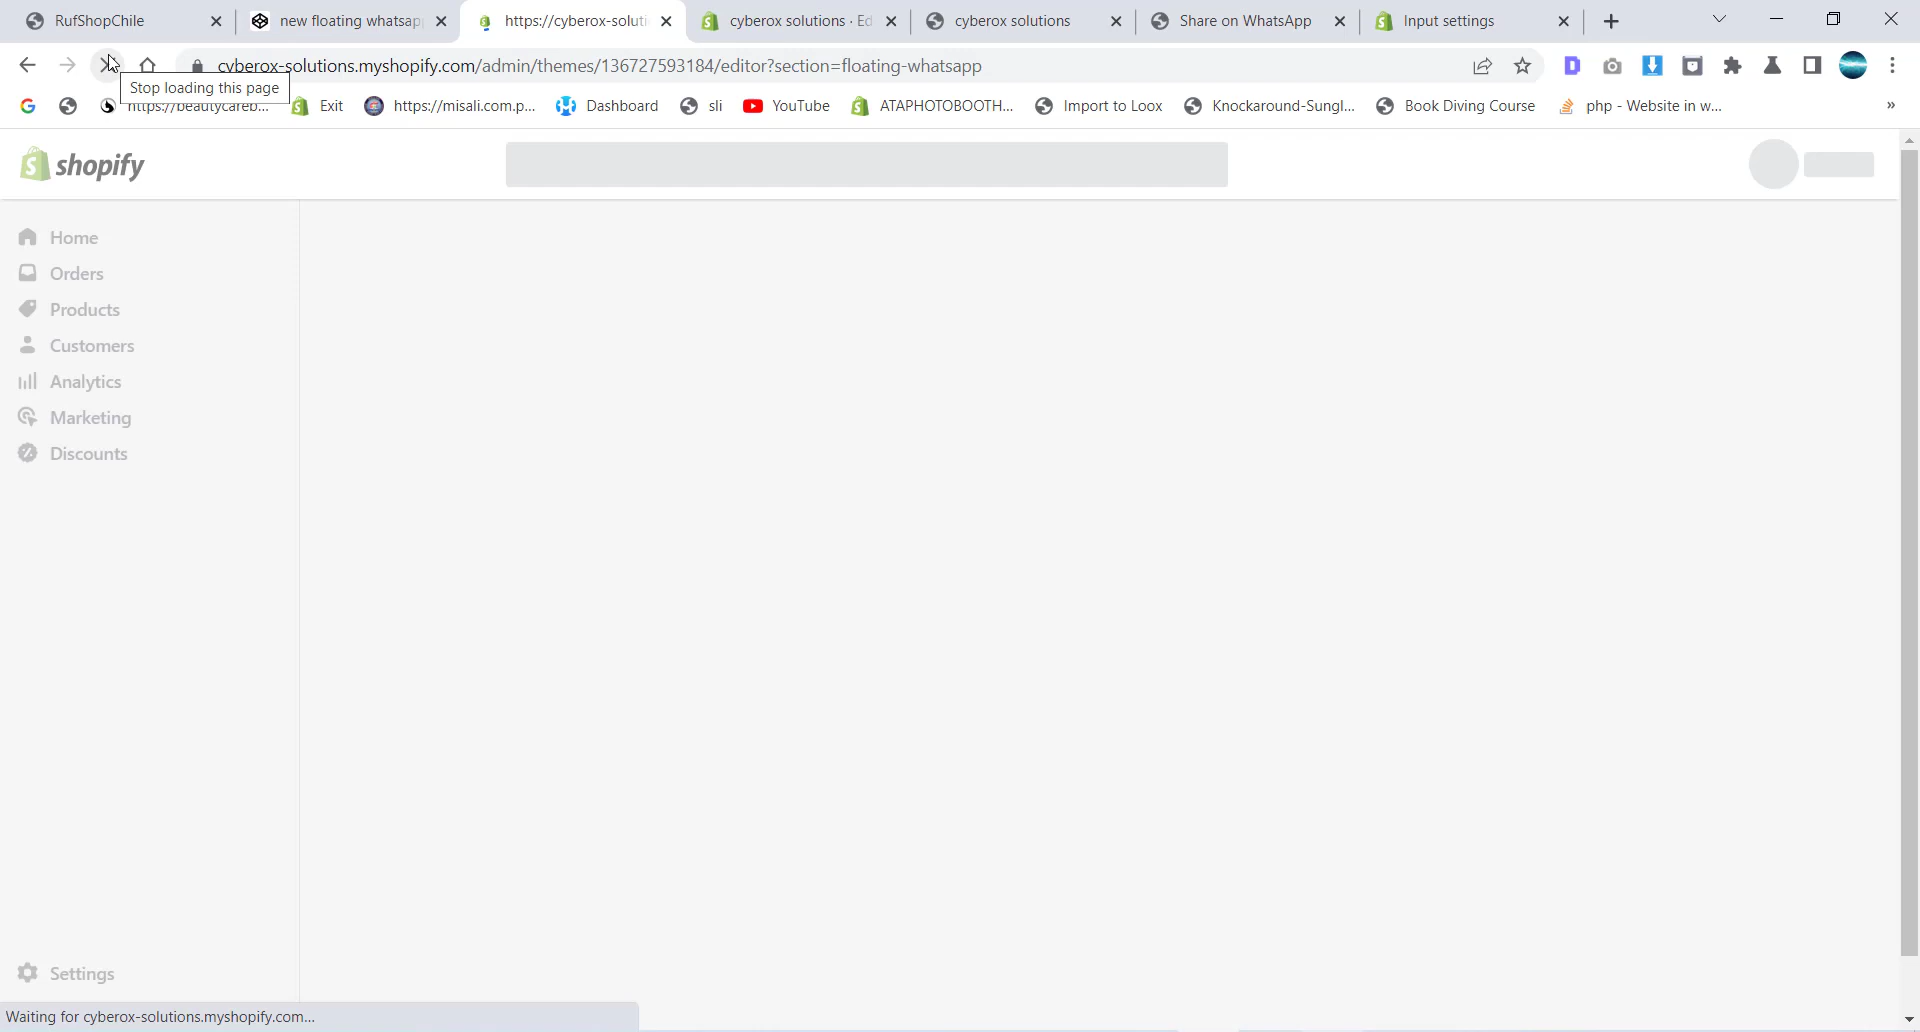 RufShopChile
new floating whatsap
https://cyberox-soluti
cyberox solutions · Ed
cyberox solutions
Share on WhatsApp
Input settings
cyberox-solutions.myshopify.com/admin/themes/136727593184/editor?section=floating-whatsapp
Stop loading this page
https://beautycareb...
Exit
https://misali.com.p...
Dashboard
sli
YouTube
ATAPHOTOBOOTH...
Import to Loox
Knockaround-Sungl...
Book Diving Course
php - Website in w...
»
shopify
Home
Orders
Products
Customers
Analytics
Marketing
Discounts
Settings
Waiting for cyberox-solutions.myshopify.com...